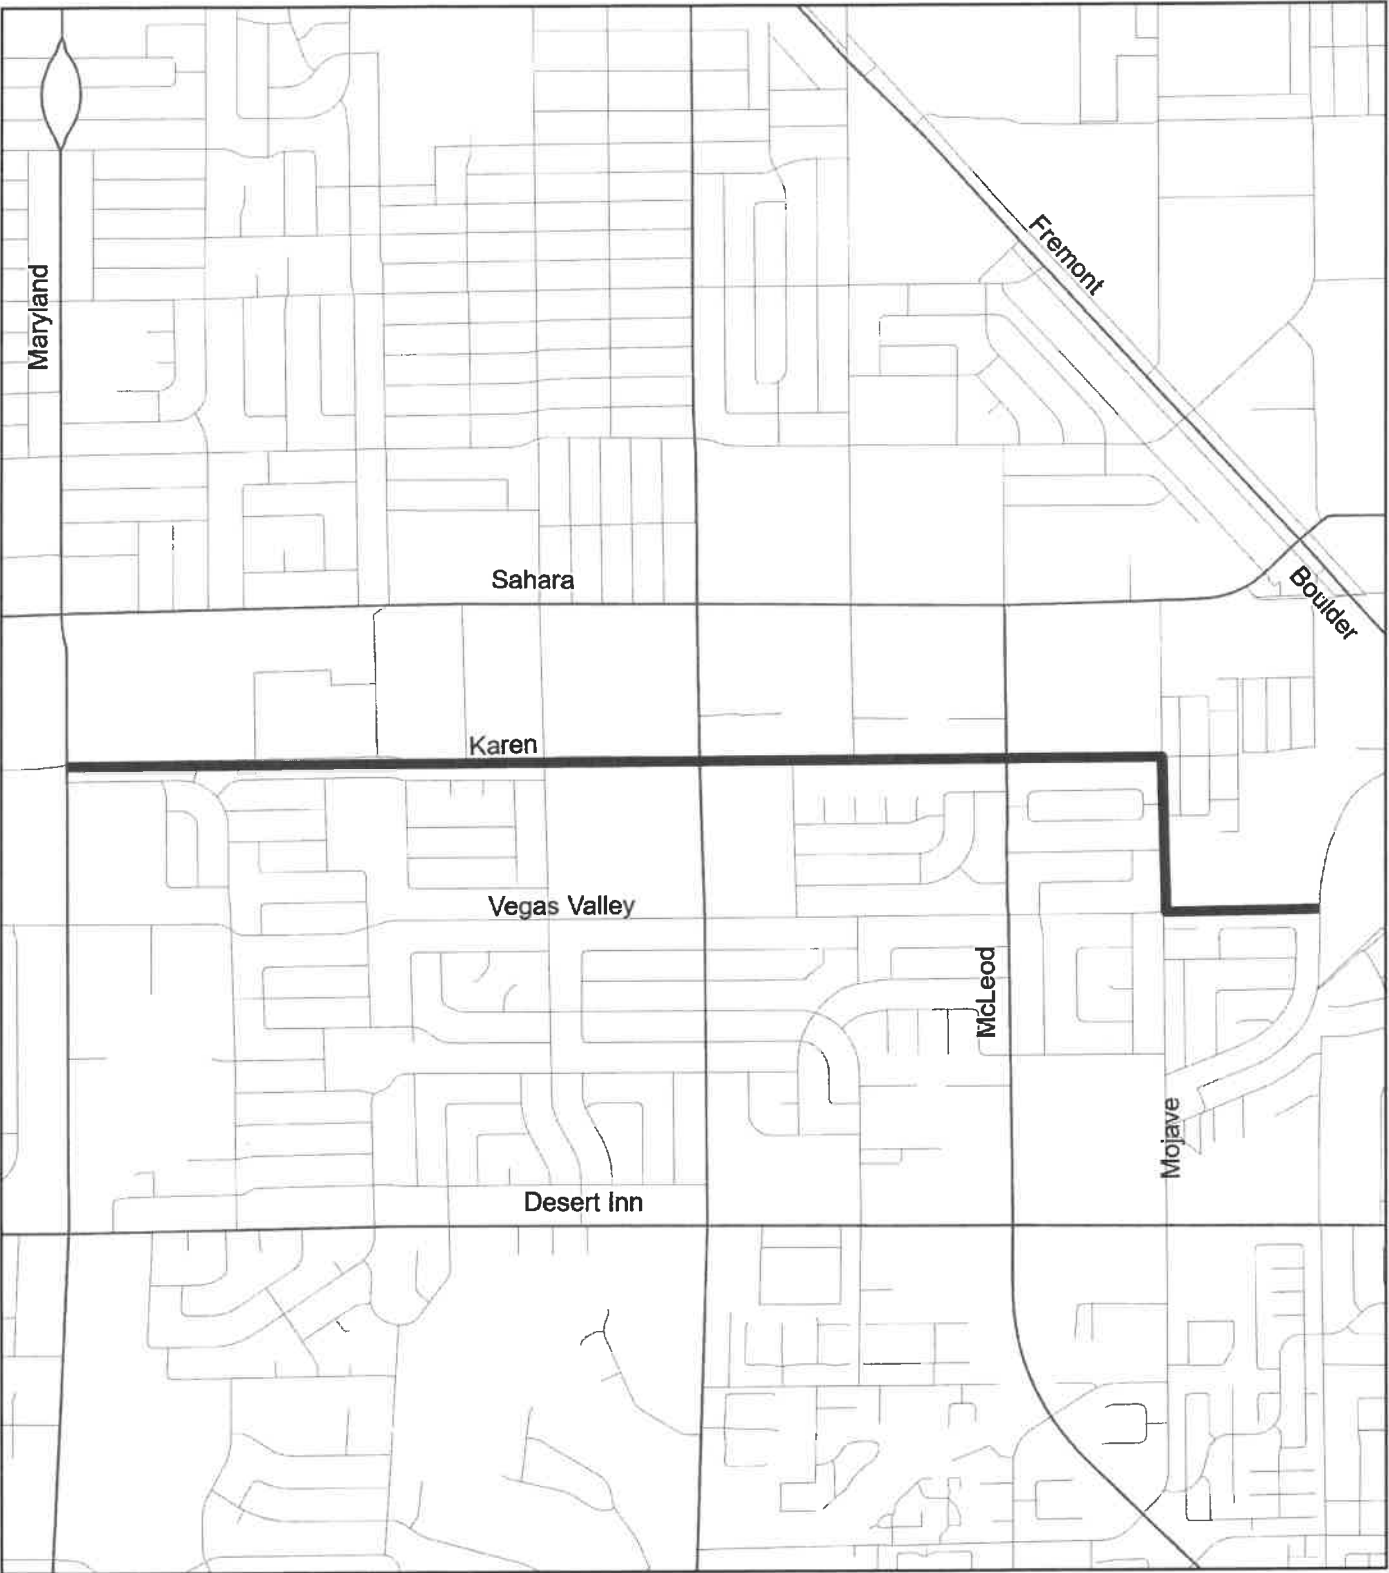 Fremont
Maryland
Sahara
Boulder
Karen
Vegas Valley
McLeod
Mojave
Desert Inn